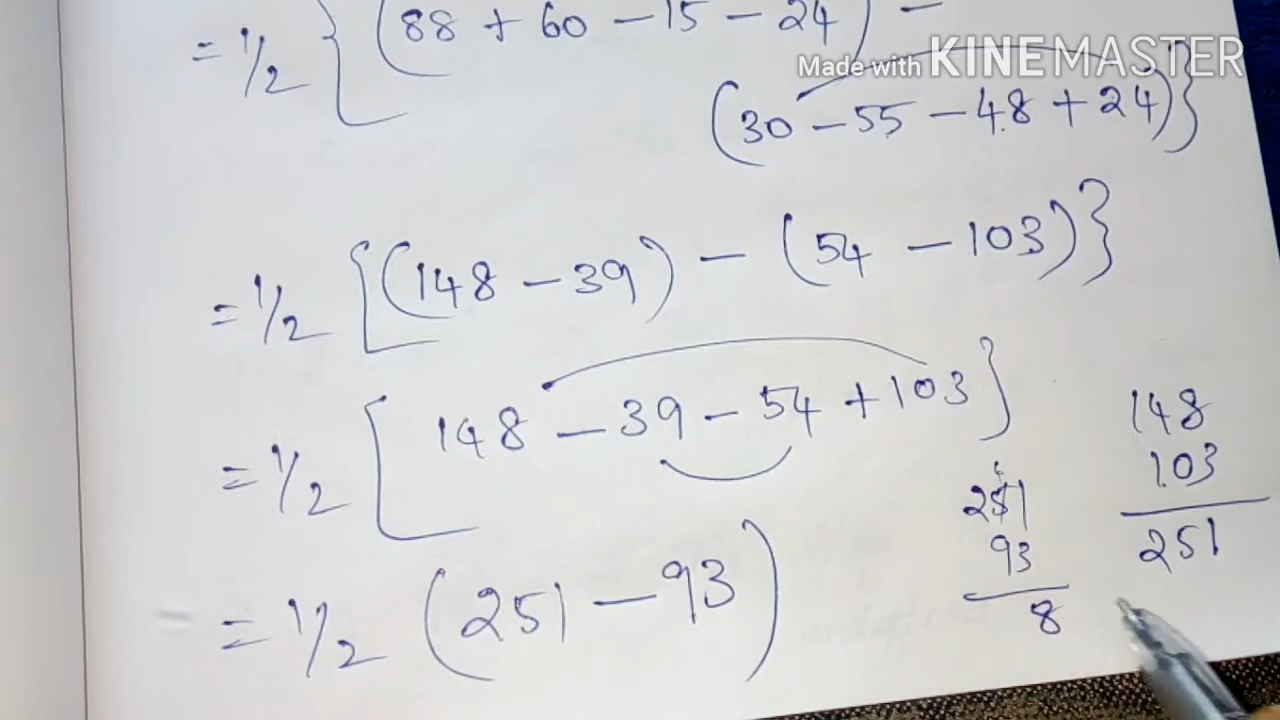 = 1/2 { (88 + 60 - 15 - 24) -
Made with KINEMASTER
(30 - 55 - 48 + 24)}
= 1/2 {(148 - 39) - (54 - 103)}
= 1/2 [148 - 39 - 54 + 103}
148
103
251
251
93
8
= 1/2 (251 - 93)